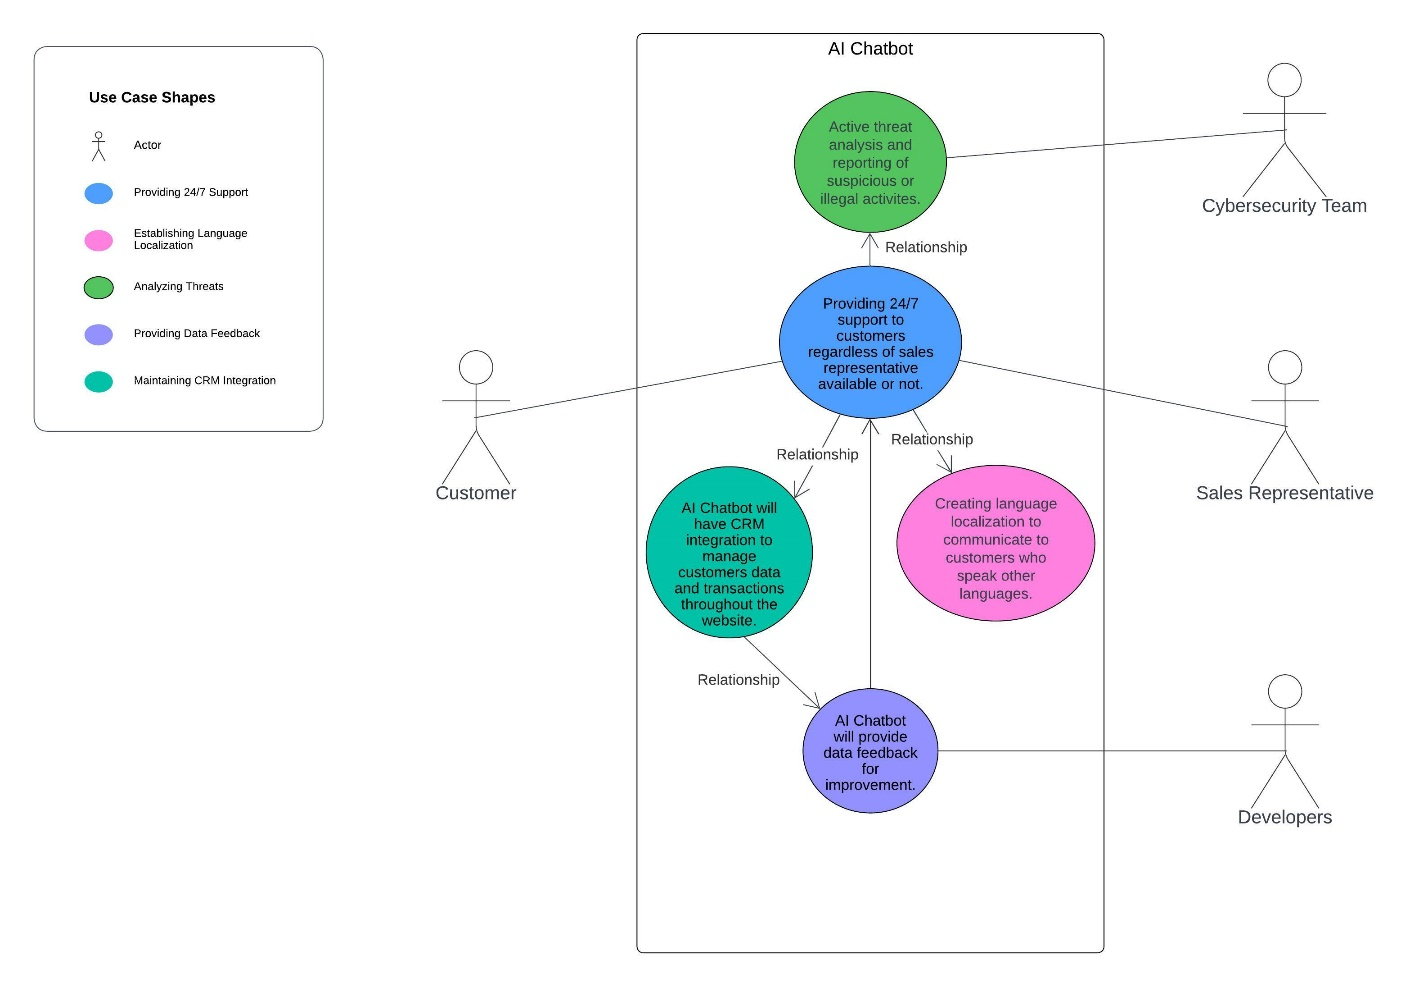 Use Case Shapes
Actor
Providing 24/7 Support
Establishing Language
Localization
Analyzing Threats
Providing Data Feedback
Maintaining CRM Integration
AI Chatbot
Active threat
analysis and
reporting of
suspicious or
illegal activites.
Cybersecurity Team
Relationship
Providing 24/7
support to
customers
regardless of sales
representative
available or not.
Customer
Sales Representative
Relationship
Relationship
AI Chatbot will
have CRM
integration to
manage
customers data
and transactions
throughout the
website.
Creating language
localization to
communicate to
customers who
speak other
languages.
Relationship
AI Chatbot
will provide
data feedback
for
improvement.
Developers